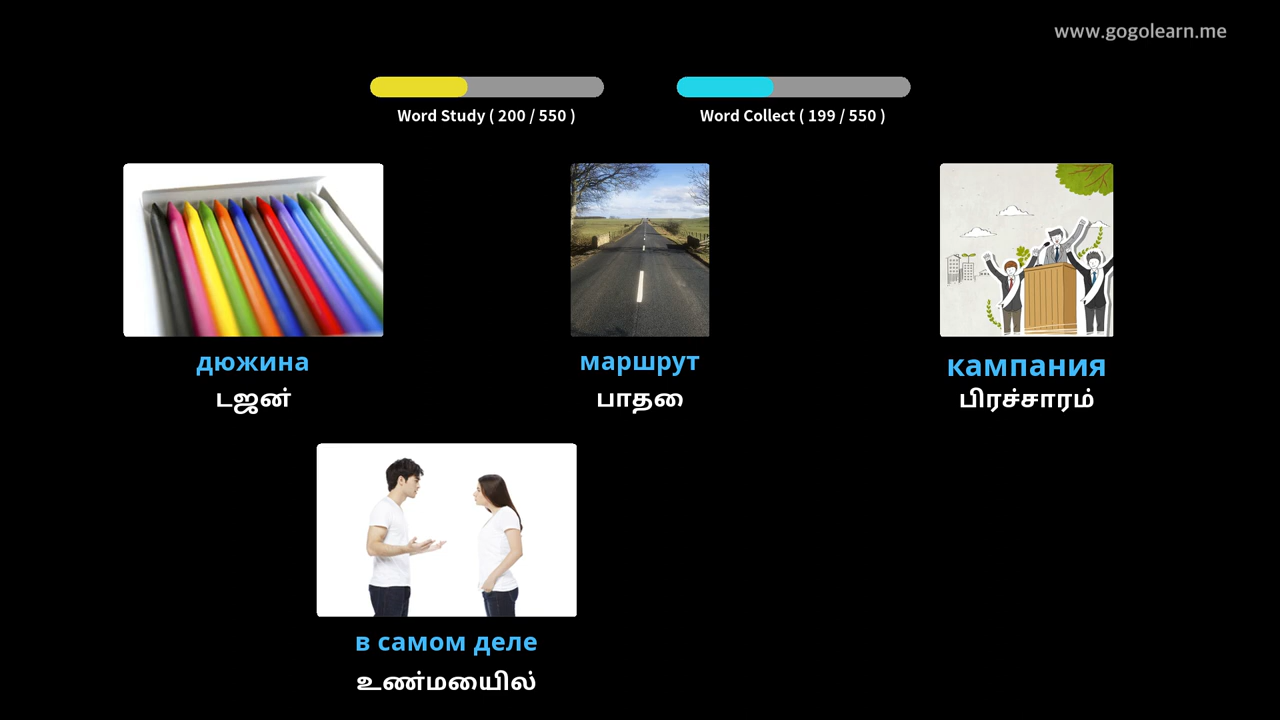 www.gogolearn.me
Word Study ( 200 / 550 )
Word Collect ( 199 / 550 )
дюжина
டஜன்
маршрут
பாதை
кампания
பிரச்சாரம்
в самом деле
உண்மையில்